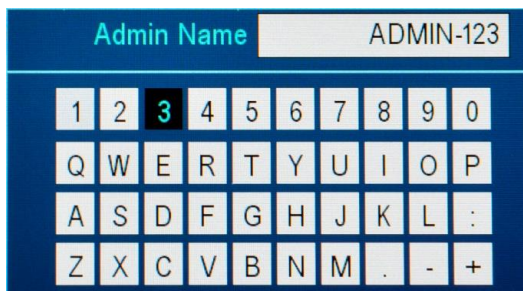 Admin Name ADMIN-123
1 2 3 4 5 6 7 8 9 0
Q W E R T Y U I O P
A S D F G H J K L :
Z X C V B N M . - +